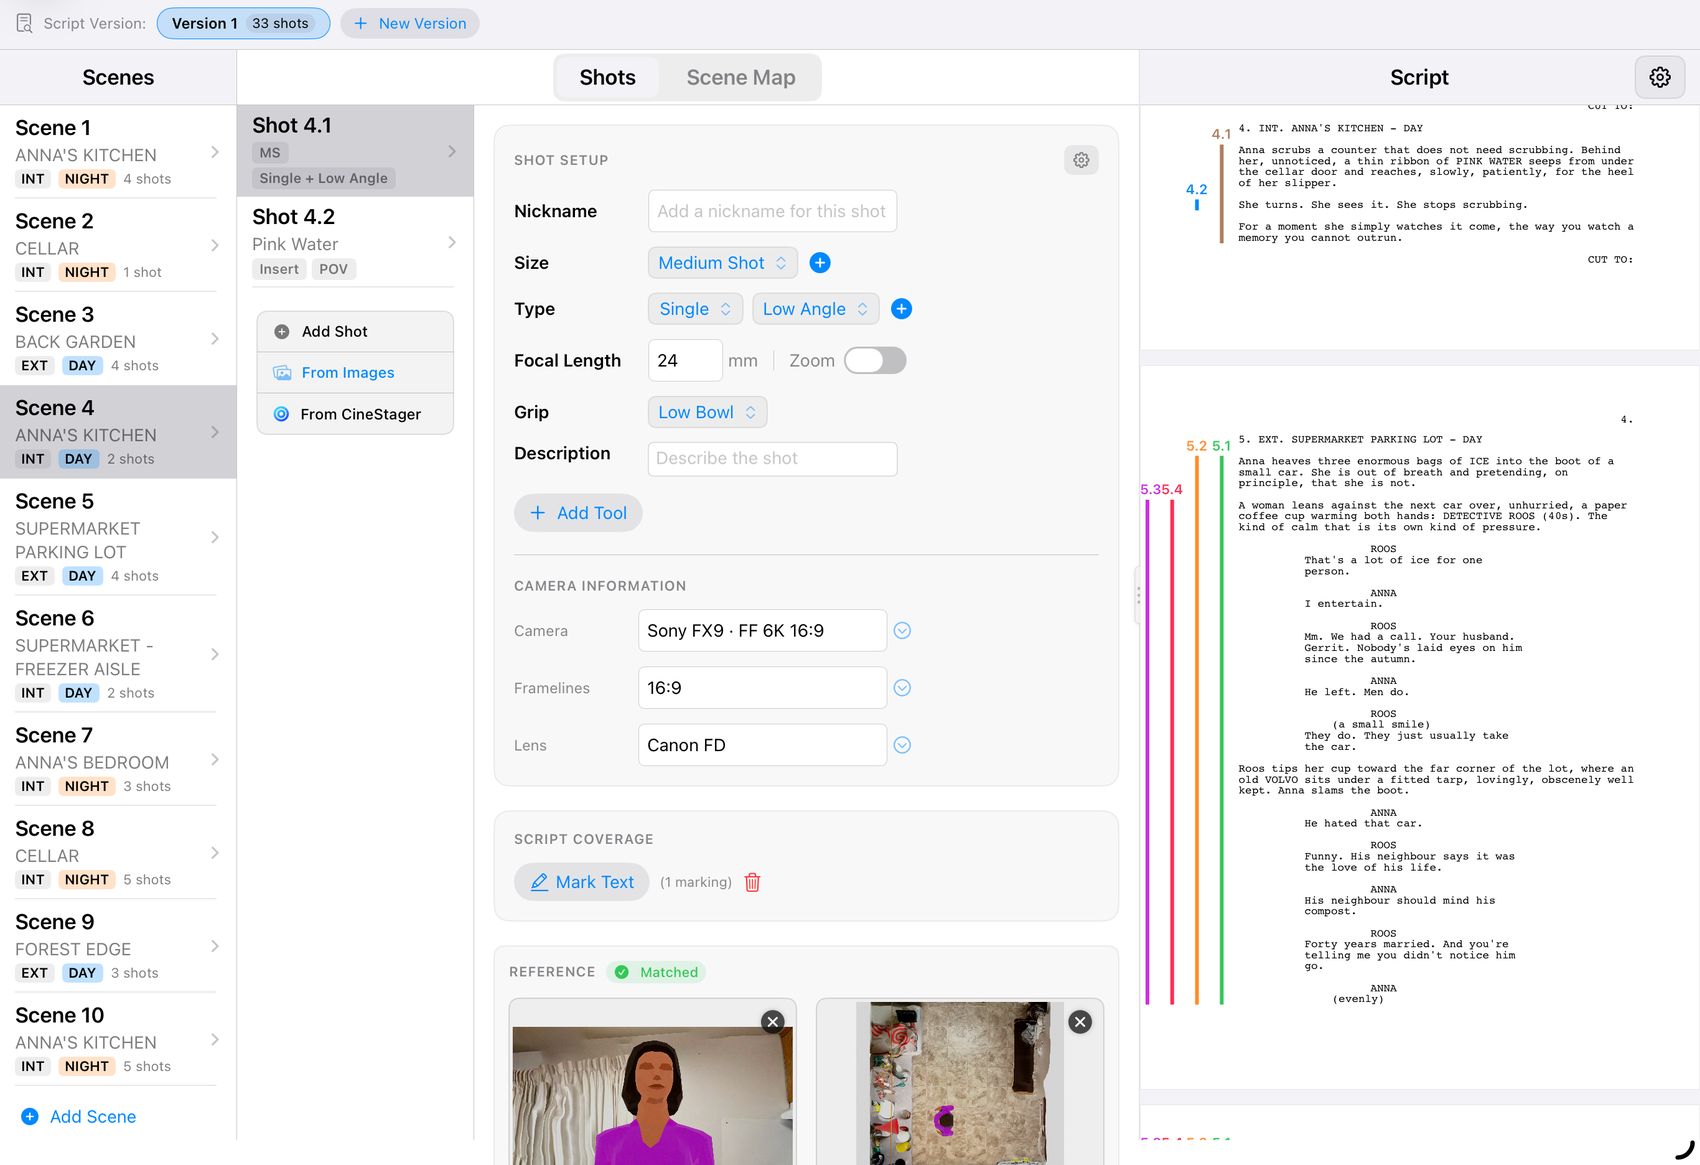 Script Version:
Version 1 33 shots
New Version
Scenes
Shots
Scene Map
Script
Scene 1
ANNA'S KITCHEN
INT NIGHT 4 shots
Scene 2
CELLAR
INT NIGHT 1 shot
Scene 3
BACK GARDEN
EXT DAY 4 shots
Scene 4
ANNA'S KITCHEN
INT DAY 2 shots
Scene 5
SUPERMARKET
PARKING LOT
EXT DAY 4 shots
Scene 6
SUPERMARKET -
FREEZER AISLE
INT DAY 2 shots
Scene 7
ANNA'S BEDROOM
INT NIGHT 3 shots
Scene 8
CELLAR
INT NIGHT 5 shots
Scene 9
FOREST EDGE
EXT DAY 3 shots
Scene 10
ANNA'S KITCHEN
INT NIGHT 5 shots
Add Scene
Shot 4.1
MS
Single + Low Angle
Shot 4.2
Pink Water
Insert POV
Add Shot
From Images
From CineStager
SHOT SETUP
Nickname Add a nickname for this shot
Size Medium Shot
Type Single Low Angle
Focal Length 24 mm Zoom
Grip Low Bowl
Description Describe the shot
Add Tool
CAMERA INFORMATION
Camera Sony FX9 · FF 6K 16:9
Framelines 16:9
Lens Canon FD
SCRIPT COVERAGE
Mark Text (1 marking)
REFERENCE Matched
CUT TO:
4.1
4. INT. ANNA'S KITCHEN - DAY
Anna scrubs a counter that does not need scrubbing. Behind
her, unnoticed, a thin ribbon of PINK WATER seeps from under
the cellar door and reaches, slowly, patiently, for the heel
of her slipper.
4.2
She turns. She sees it. She stops scrubbing.
For a moment she simply watches it come, the way you watch a
memory you cannot outrun.
CUT TO:
4.
5.2 5.1
5. EXT. SUPERMARKET PARKING LOT - DAY
Anna heaves three enormous bags of ICE into the boot of a
small car. She is out of breath and pretending, on
principle, that she is not.
5.3 5.4
A woman leans against the next car over, unhurried, a paper
coffee cup warming both hands: DETECTIVE ROOS (40s). The
kind of calm that is its own kind of pressure.
ROOS
That's a lot of ice for one
person.
ANNA
I entertain.
ROOS
Mm. We had a call. Your husband.
Gerrit. Nobody's laid eyes on him
since the autumn.
ANNA
He left. Men do.
ROOS
(a small smile)
They do. They just usually take
the car.
Roos tips her cup toward the far corner of the lot, where an
old VOLVO sits under a fitted tarp, lovingly, obscenely well
kept. Anna slams the boot.
ANNA
He hated that car.
ROOS
Funny. His neighbour says it was
the love of his life.
ANNA
His neighbour should mind his
compost.
ROOS
Forty years married. And you're
telling me you didn't notice him
go.
ANNA
(evenly)
5.3 5.4 5.2 5.1